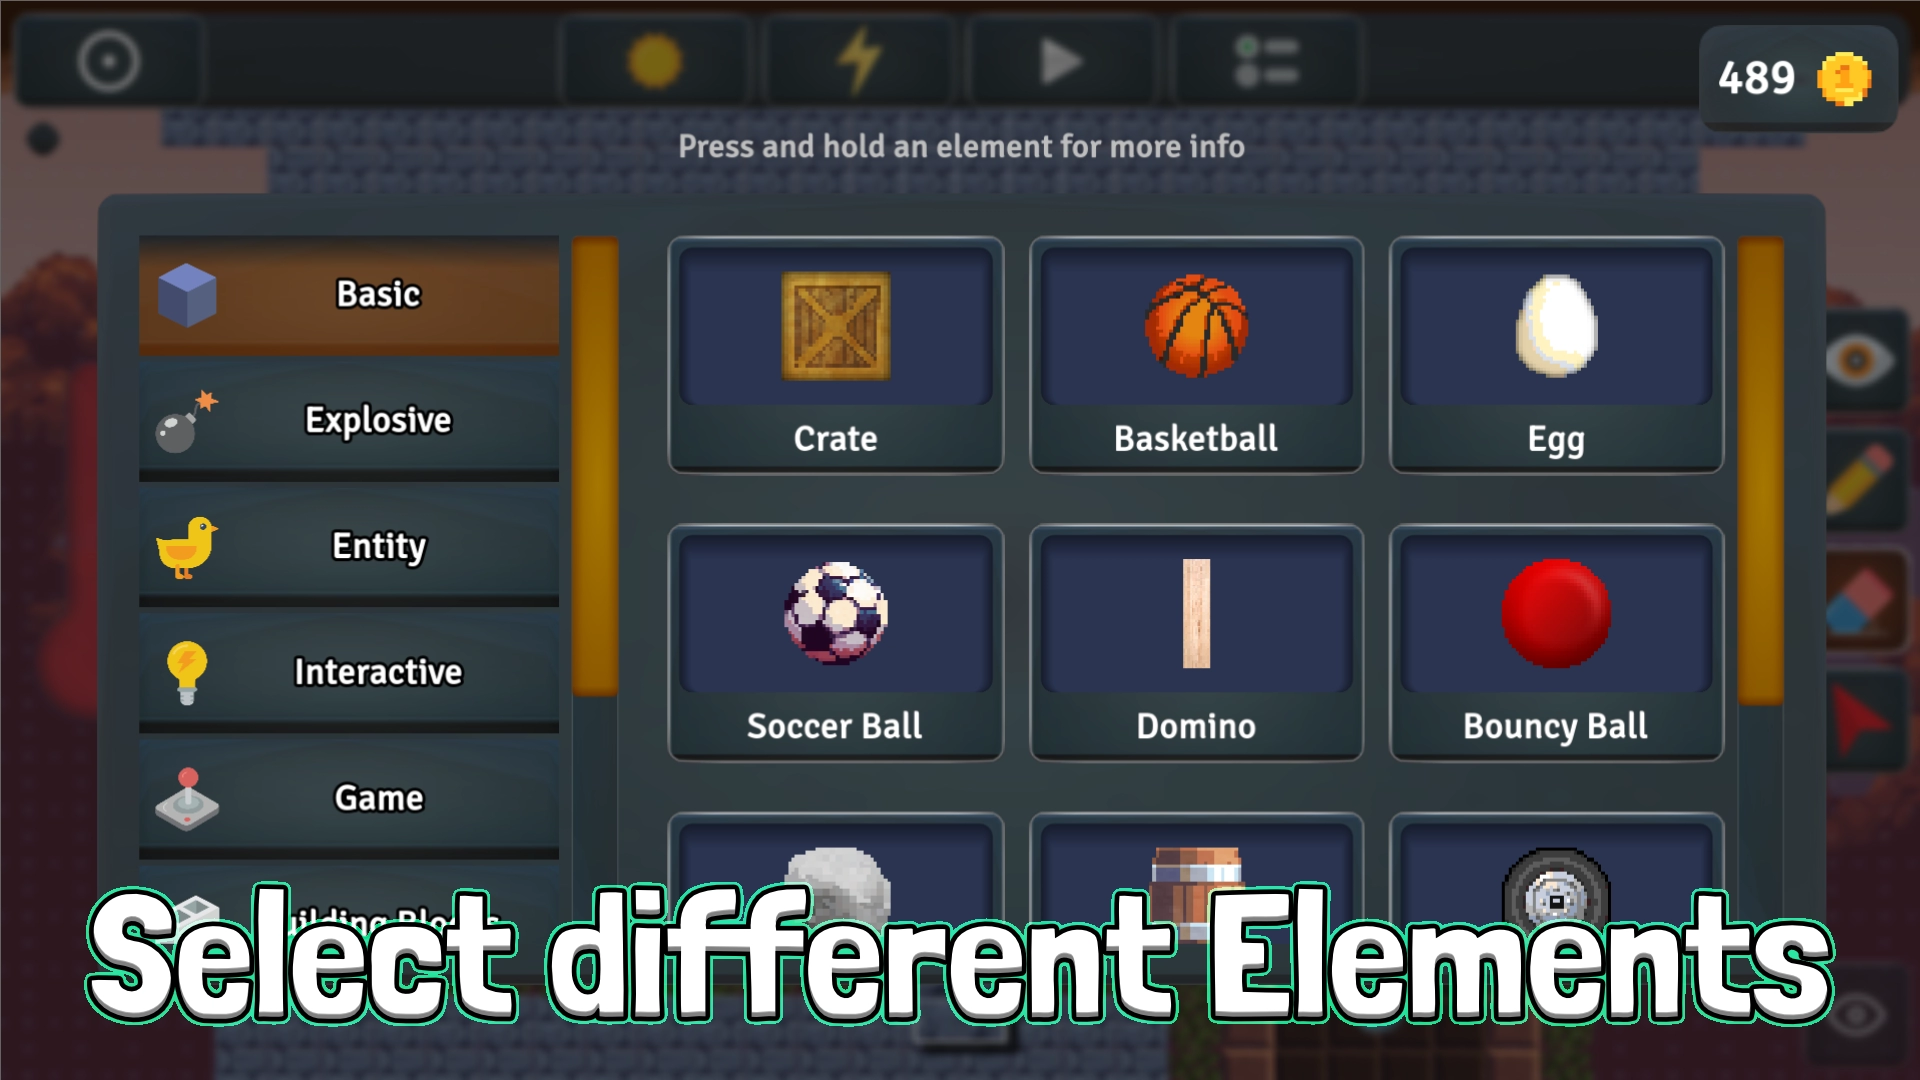 489
Press and hold an element for more info
Basic
Explosive
Entity
Interactive
Game
Crate
Basketball
Egg
Soccer Ball
Domino
Bouncy Ball
Select different Elements